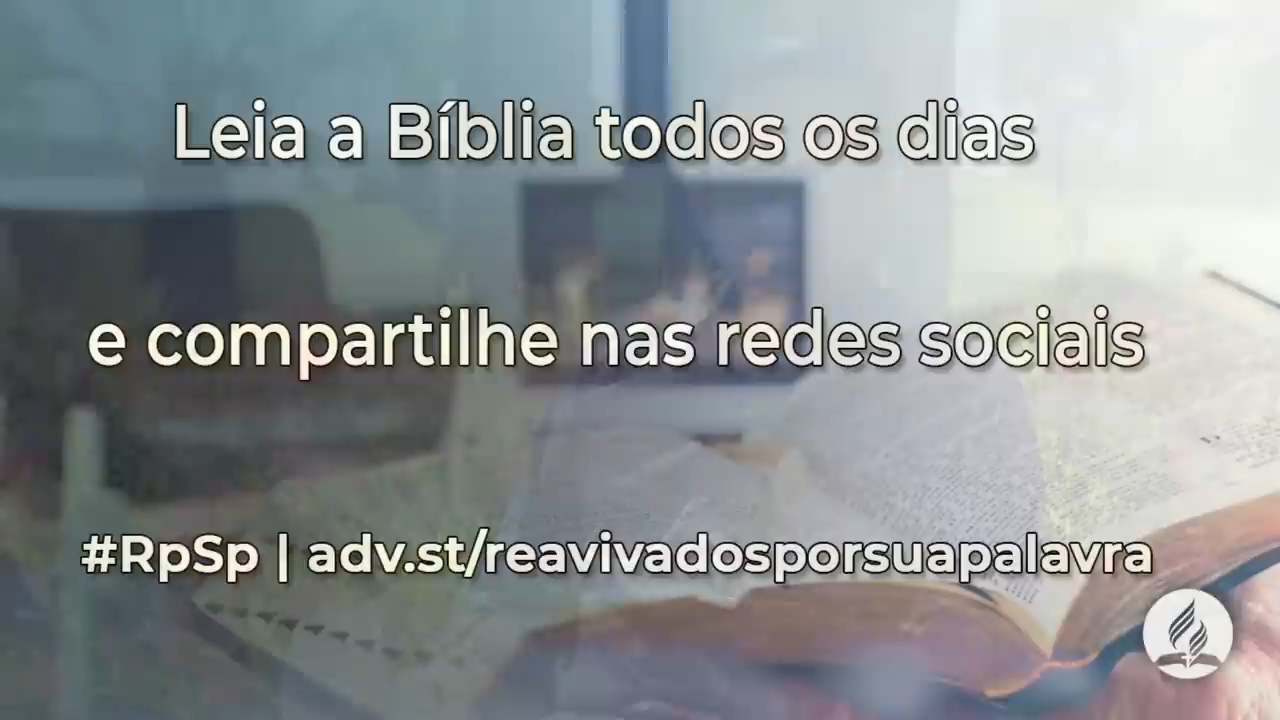 Leia a Bíblia todos os dias
e compartilhe nas redes sociais
#RpSp | adv.st/reavivadosporsuapalavra